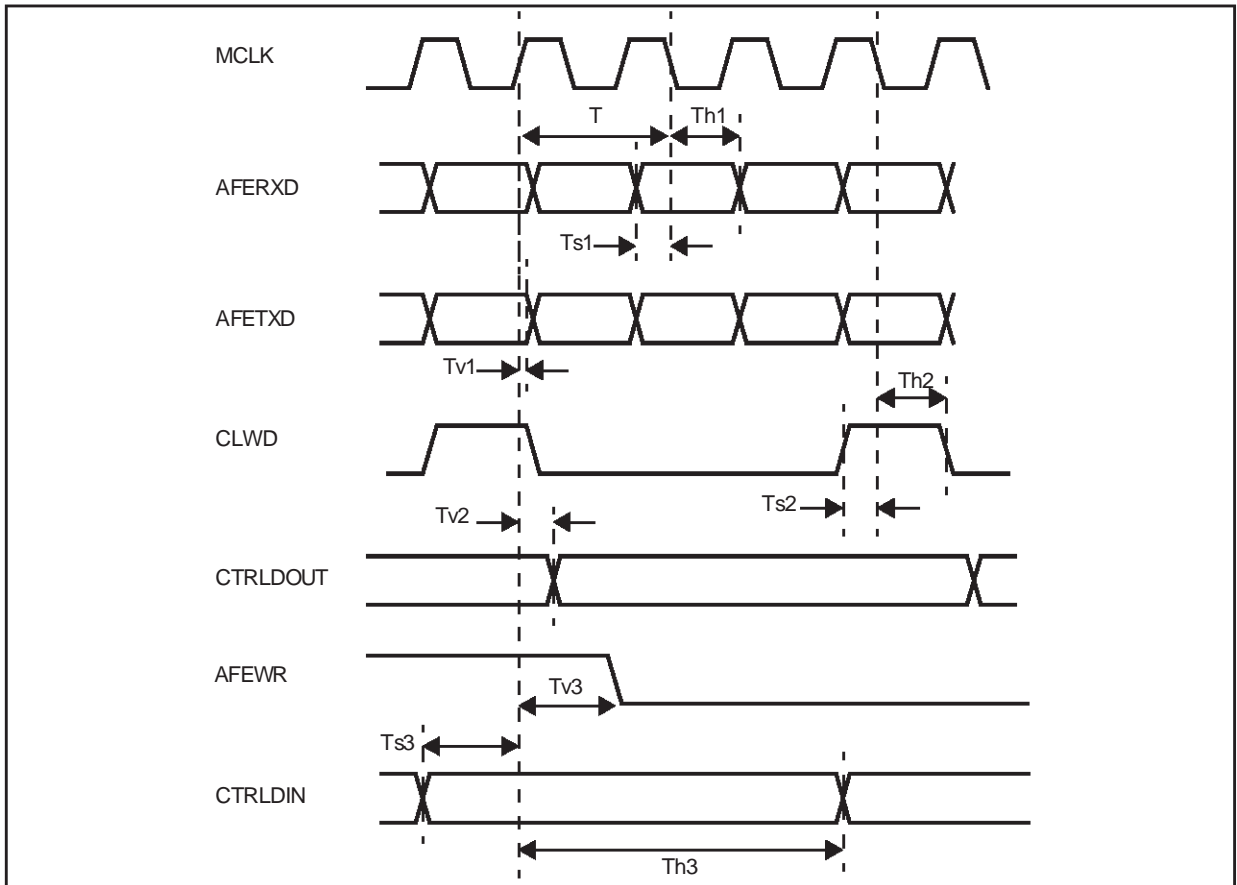 MCLK
T
Th1
AFERXD
Ts1
AFETXD
Tv1
Th2
CLWD
Ts2
Tv2
CTRLDOUT
AFEWR
Tv3
Ts3
CTRLDIN
Th3